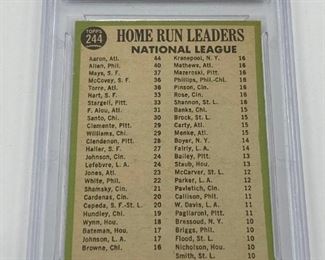 TOPPS
244
HOME RUN LEADERS
NATIONAL LEAGUE
Aaron, Atl. 44
Allen, Phil. 40
Mays, S. F. 37
McCovey, S. F. 36
Torre, Atl. 36
Hart, S. F. 33
Stargell, Pitt. 33
F. Alou, Atl. 31
Santo, Chi. 30
Clemente, Pitt. 29
Williams, Chi. 29
Clendenon, Pitt. 28
Haller, S. F. 27
Johnson, Cin. 24
Lefebvre, L. A. 24
Jones, Atl. 23
White, Phil. 22
Shamsky, Cin. 21
Cardenas, Cin. 20
Cepeda, S. F.-St. L. 20
Hundley, Chi. 19
Wynn, Hou. 18
Bateman, Hou. 17
Johnson, L. A. 17
Browne, Chi. 16
Kranepool, N. Y. 16
Mathews, Atl. 16
Mazeroski, Pitt. 16
Phillips, Phil.-Chi. 16
Pinson, Cin. 16
Rose, Cin. 16
Shannon, St. L. 16
Banks, Chi. 15
Brock, St. L. 15
Carty, Atl. 15
Menke, Atl. 15
Boyer, N. Y. 14
Fairly, L. A. 14
Bailey, Pitt. 13
Staub, Hou. 13
McCarver, St. L. 12
Parker, L. A. 12
Pavletich, Cin. 12
Callison, Phil. 11
W. Davis, L. A. 11
Pagliaroni, Pitt. 11
Bressoud, N. Y. 10
Briggs, Phil. 10
Flood, St. L. 10
Nicholson, Hou. 10
Smith, St. L. 10